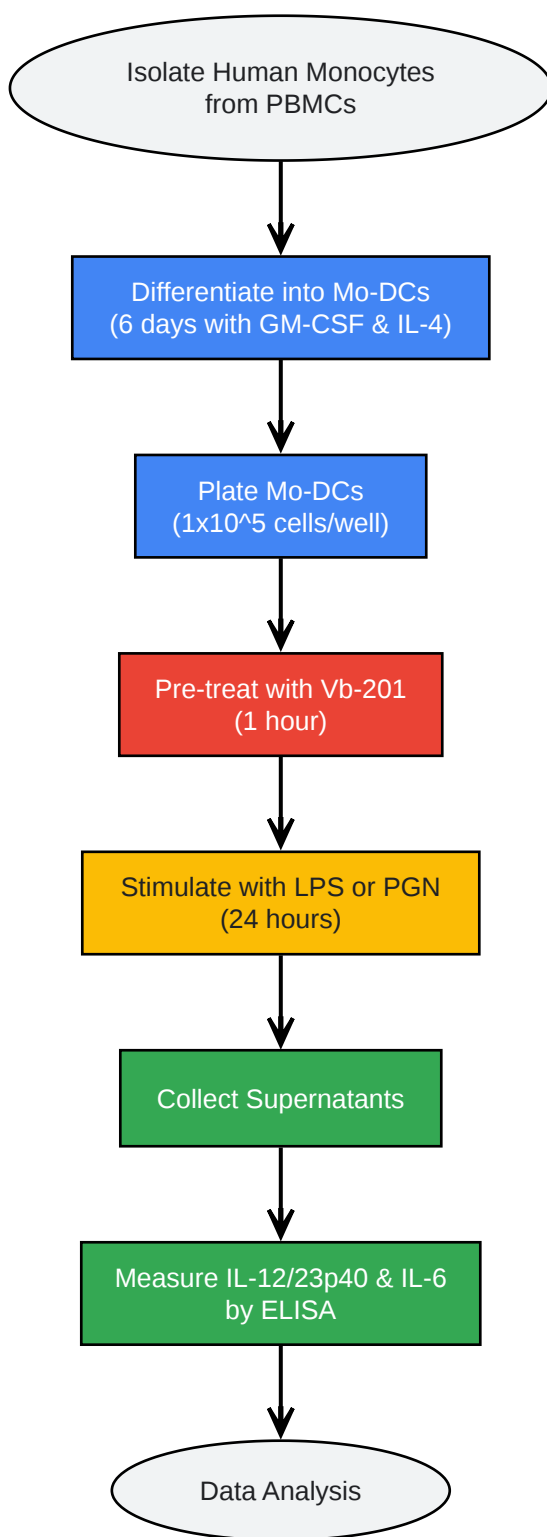 Isolate Human Monocytes
from PBMCs
Differentiate into Mo-DCs
(6 days with GM-CSF & IL-4)
Plate Mo-DCs
(1x10^5 cells/well)
Pre-treat with Vb-201
(1 hour)
Stimulate with LPS or PGN
(24 hours)
Collect Supernatants
Measure IL-12/23p40 & IL-6
by ELISA
Data Analysis